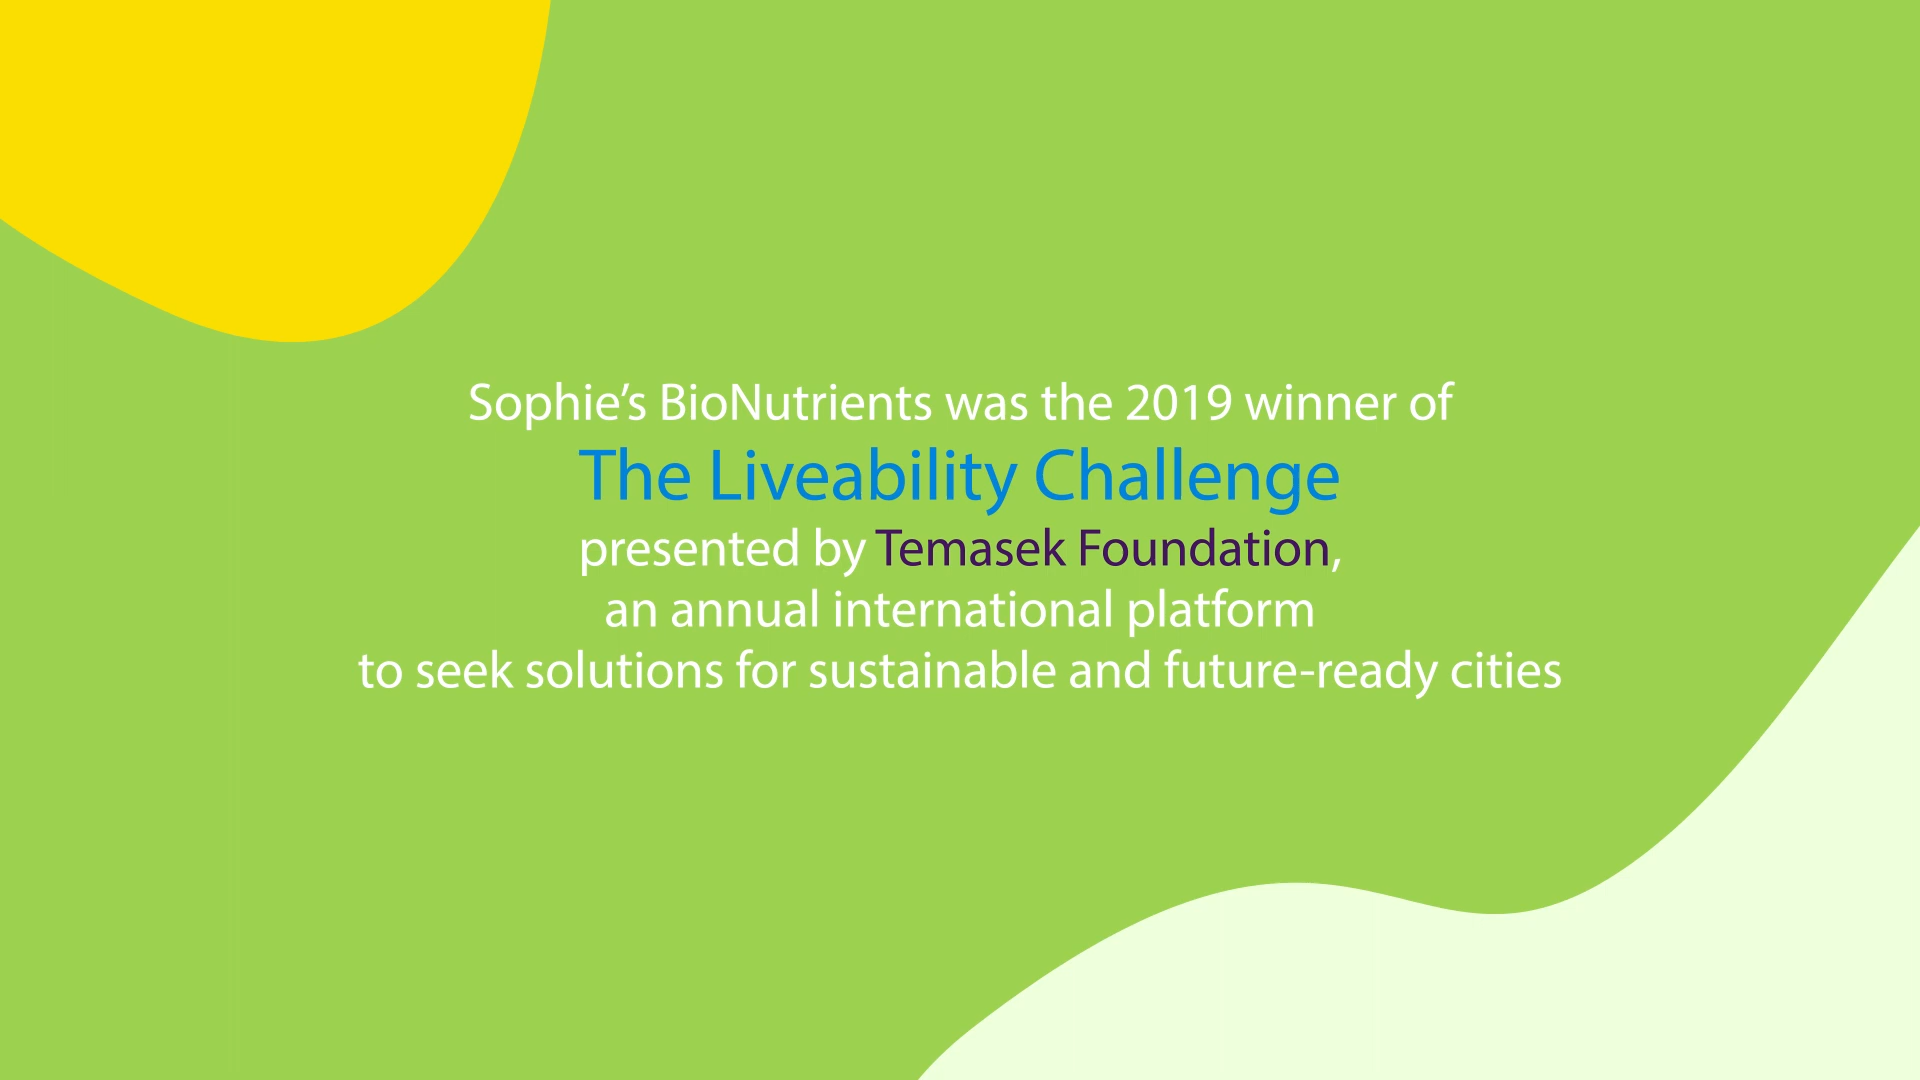 Sophie’s BioNutrients was the 2019 winner of
The Liveability Challenge
presented by Temasek Foundation,
an annual international platform
to seek solutions for sustainable and future-ready cities